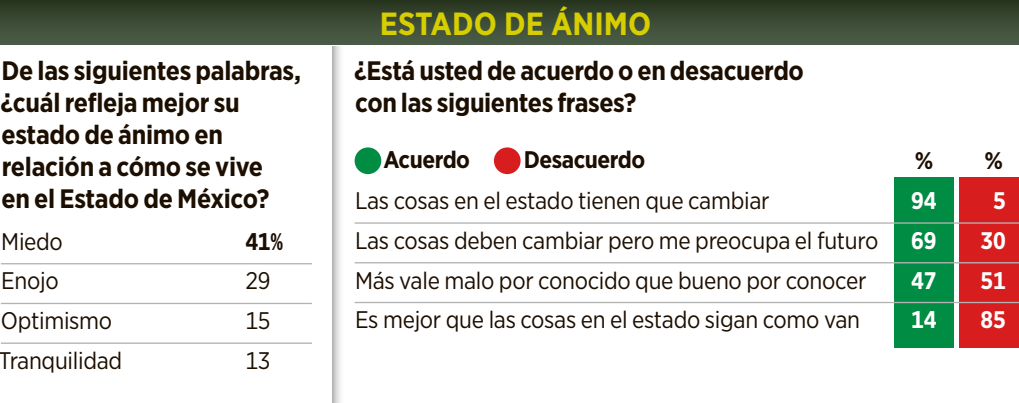 ESTADO DE ÁNIMO
De las siguientes palabras,
¿cuál refleja mejor su
estado de ánimo en
relación a cómo se vive
en el Estado de México?
Miedo 41%
Enojo 29
Optimismo 15
Tranquilidad 13
¿Está usted de acuerdo o en desacuerdo
con las siguientes frases?
Acuerdo Desacuerdo % %
Las cosas en el estado tienen que cambiar 94 5
Las cosas deben cambiar pero me preocupa el futuro 69 30
Más vale malo por conocido que bueno por conocer 47 51
Es mejor que las cosas en el estado sigan como van 14 85